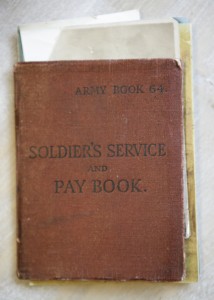 ARMY BOOK 64.
SOLDIER'S SERVICE
AND
PAY BOOK.